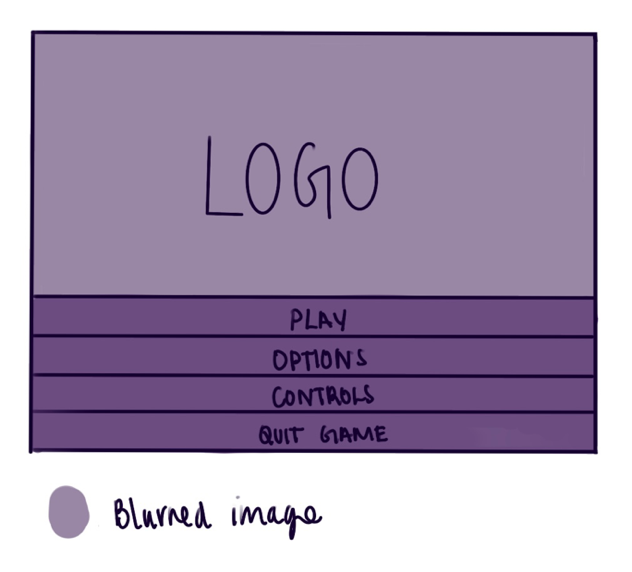 LOGO
PLAY
OPTIONS
CONTROLS
QUIT GAME
Blurred image